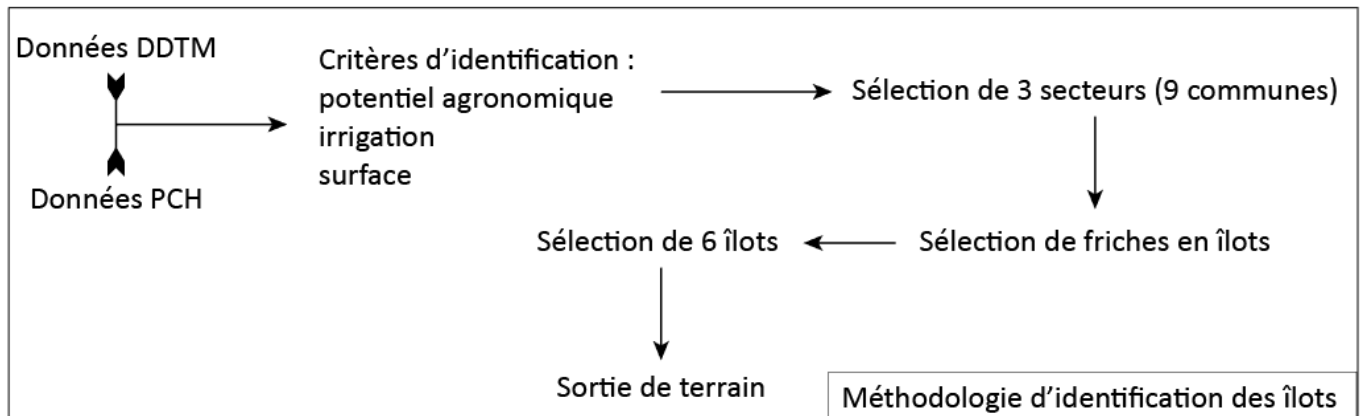 Données DDTM
Données PCH
Critères d’identification :
potentiel agronomique
irrigation
surface
Sélection de 3 secteurs (9 communes)
Sélection de friches en îlots
Sélection de 6 îlots
Sortie de terrain
Méthodologie d’identification des îlots